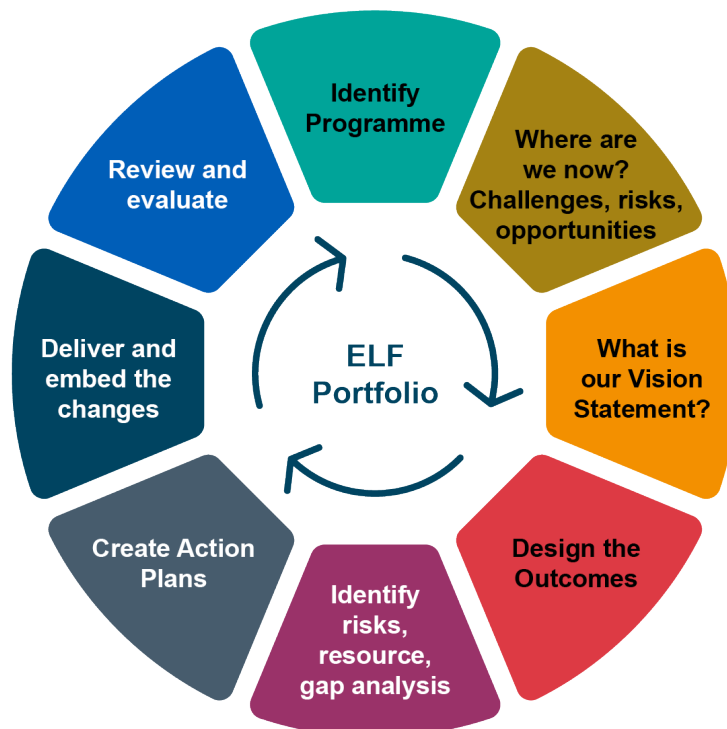 Identify
Programme
Where are
we now?
Challenges, risks,
opportunities
What is
our Vision
Statement?
Design the
Outcomes
Identify
risks,
resource,
gap analysis
Create Action
Plans
Deliver and
embed the
changes
Review and
evaluate
ELF
Portfolio